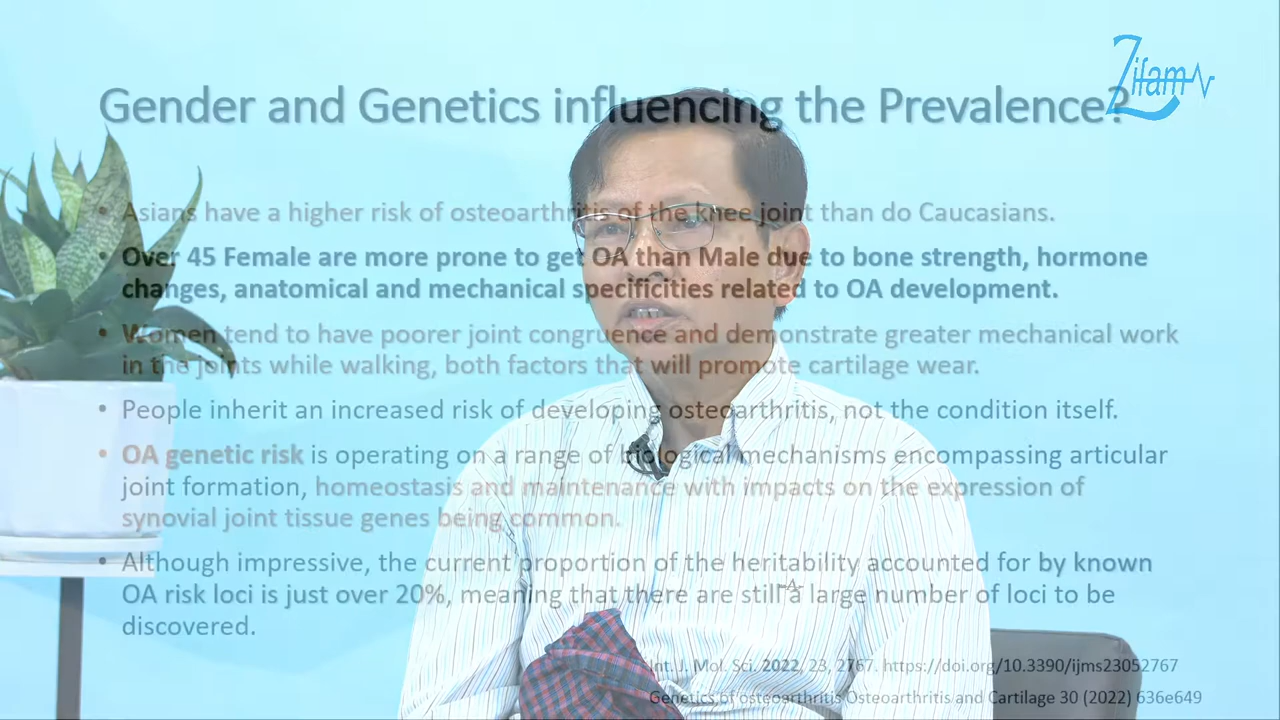 Zifam
Gender and Genetics influencing the Prevalence?
• Asians have a higher risk of osteoarthritis of the knee joint than do Caucasians.
• Over 45 Female are more prone to get OA than Male due to bone strength, hormone
changes, anatomical and mechanical specificities related to OA development.
• Women tend to have poorer joint congruence and demonstrate greater mechanical work
in the joints while walking, both factors that will promote cartilage wear.
• People inherit an increased risk of developing osteoarthritis, not the condition itself.
• OA genetic risk is operating on a range of biological mechanisms encompassing articular
joint formation, homeostasis and maintenance with impacts on the expression of
synovial joint tissue genes being common.
• Although impressive, the current proportion of the heritability accounted for by known
OA risk loci is just over 20%, meaning that there are still a large number of loci to be
discovered.
Int. J. Mol. Sci. 2022, 23, 2767. https://doi.org/10.3390/ijms23052767
Genetics of osteoarthritis Osteoarthritis and Cartilage 30 (2022) 636e649